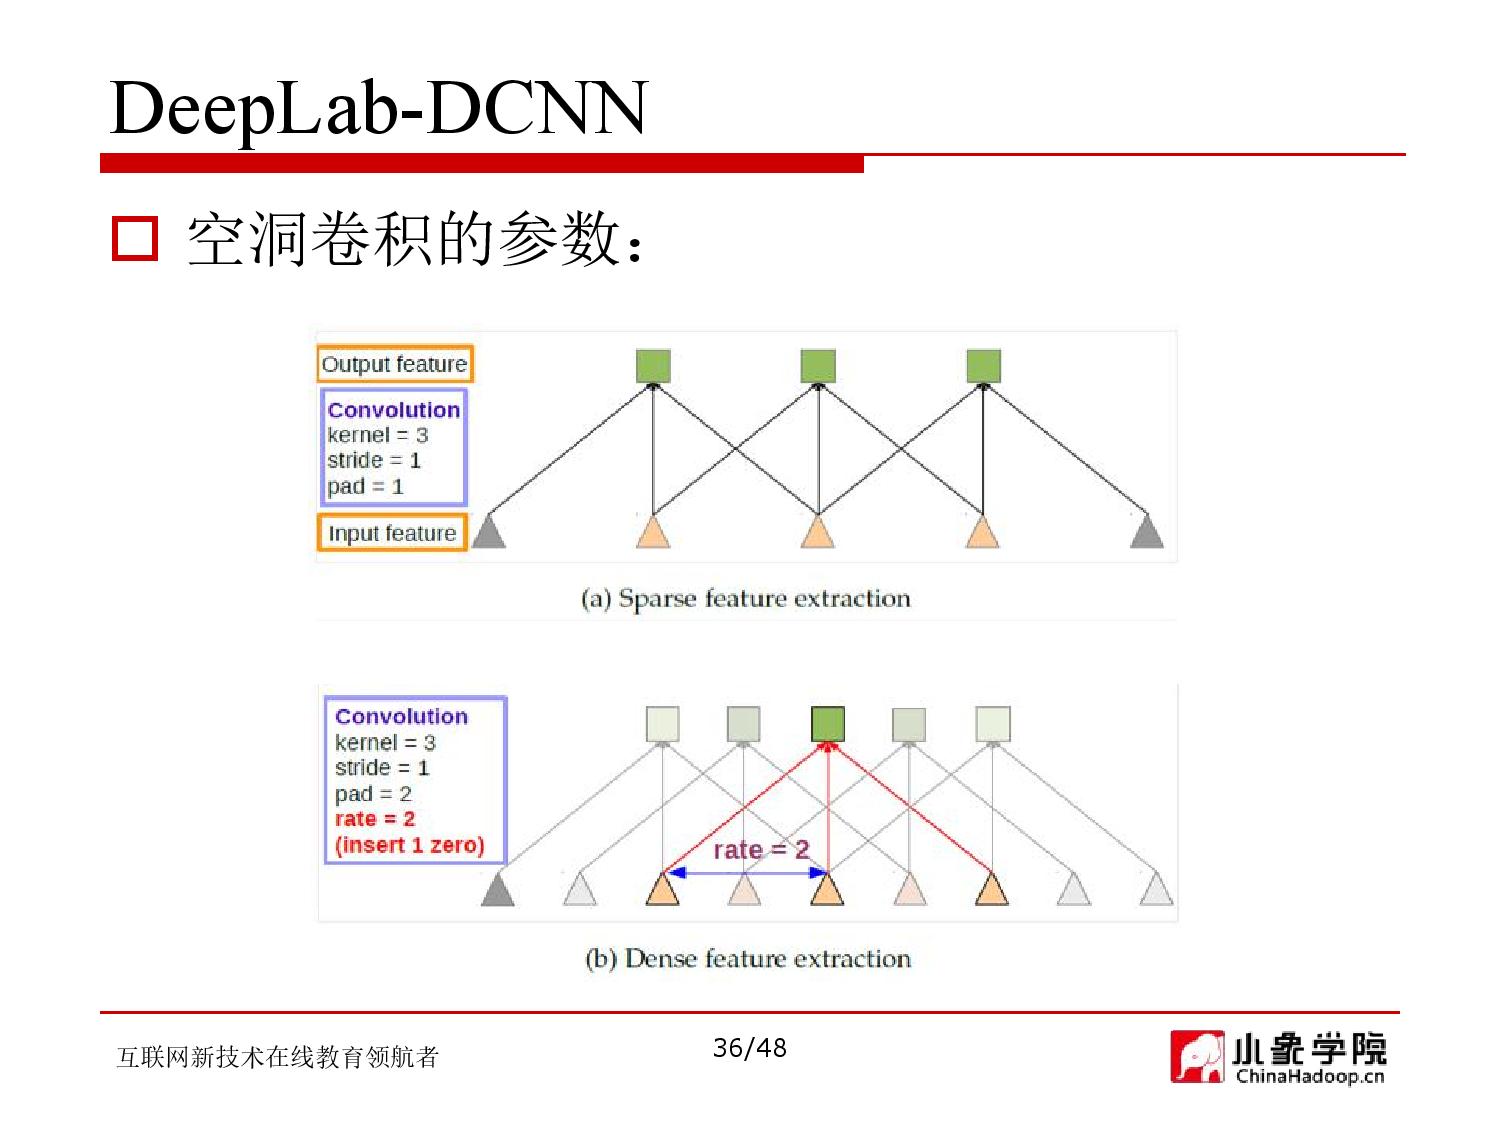 DeepLab-DCNN
空洞卷积的参数：
Output feature
Convolution
kernel = 3
stride = 1
pad = 1
Input feature
(a) Sparse feature extraction
Convolution
kernel = 3
stride = 1
pad = 2
rate = 2
(insert 1 zero)
rate = 2
(b) Dense feature extraction
互联网新技术在线教育领航者
36/48
小象学院
ChinaHadoop.cn